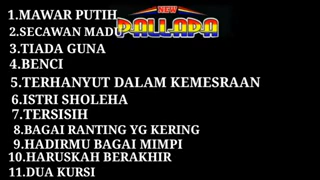 1.MAWAR PUTIH
NEW
PALLAPA
2.SECAWAN MADU
3.TIADA GUNA
4.BENCI
5.TERHANYUT DALAM KEMESRAAN
6.ISTRI SHOLEHA
7.TERSISIH
8.BAGAI RANTING YG KERING
9.HADIRMU BAGAI MIMPI
10.HARUSKAH BERAKHIR
11.DUA KURSI